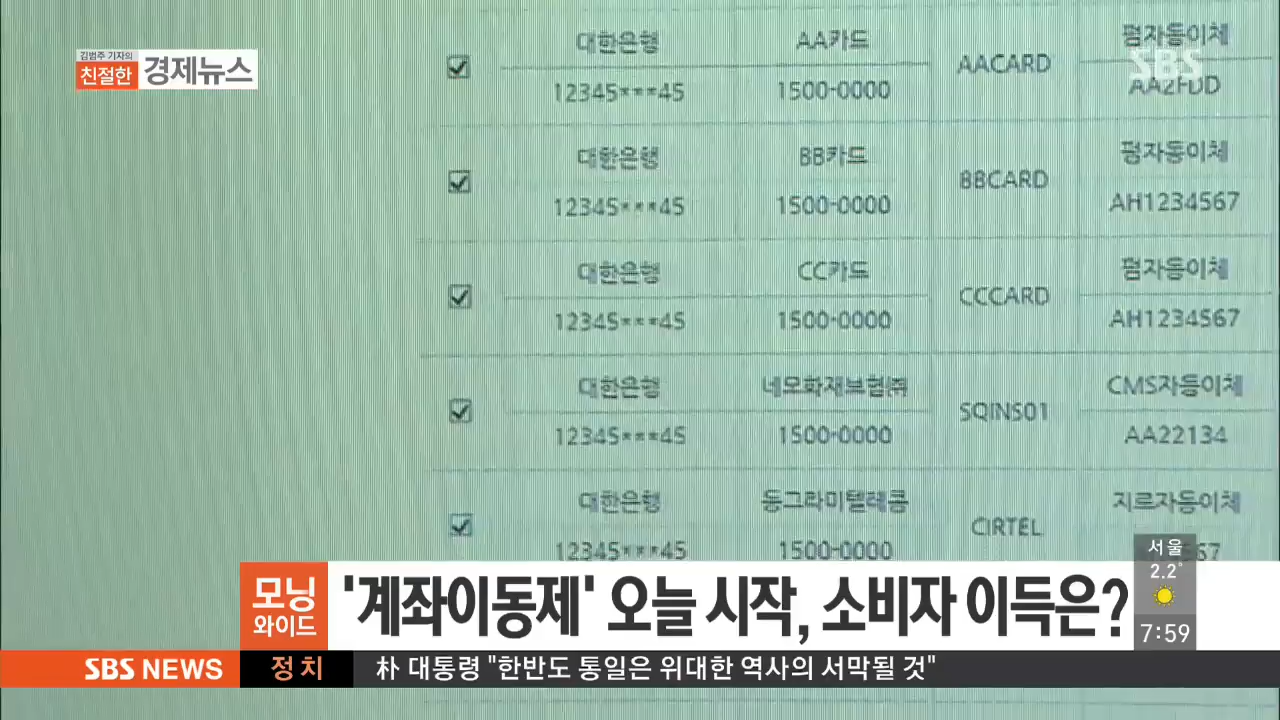 김범주 기자의
친절한 경제뉴스
SBS
대한은행 AA카드 AACARD 펌자동이체
12345***45 1500-0000 AA2FDD
대한은행 BB카드 BBCARD 펌자동이체
12345***45 1500-0000 AH1234567
대한은행 CC카드 CCCARD 펌자동이체
12345***45 1500-0000 AH1234567
대한은행 네모화재보험㈜ SQINS01 CMS자동이체
12345***45 1500-0000 AA22134
대한은행 동그라미텔레콤 CIRTEL 지로자동이체
12345***45 1500-0000
서울
2.2°
7:59
모닝
와이드
'계좌이동제' 오늘 시작, 소비자 이득은?
SBS NEWS 정치 朴 대통령 "한반도 통일은 위대한 역사의 서막될 것"